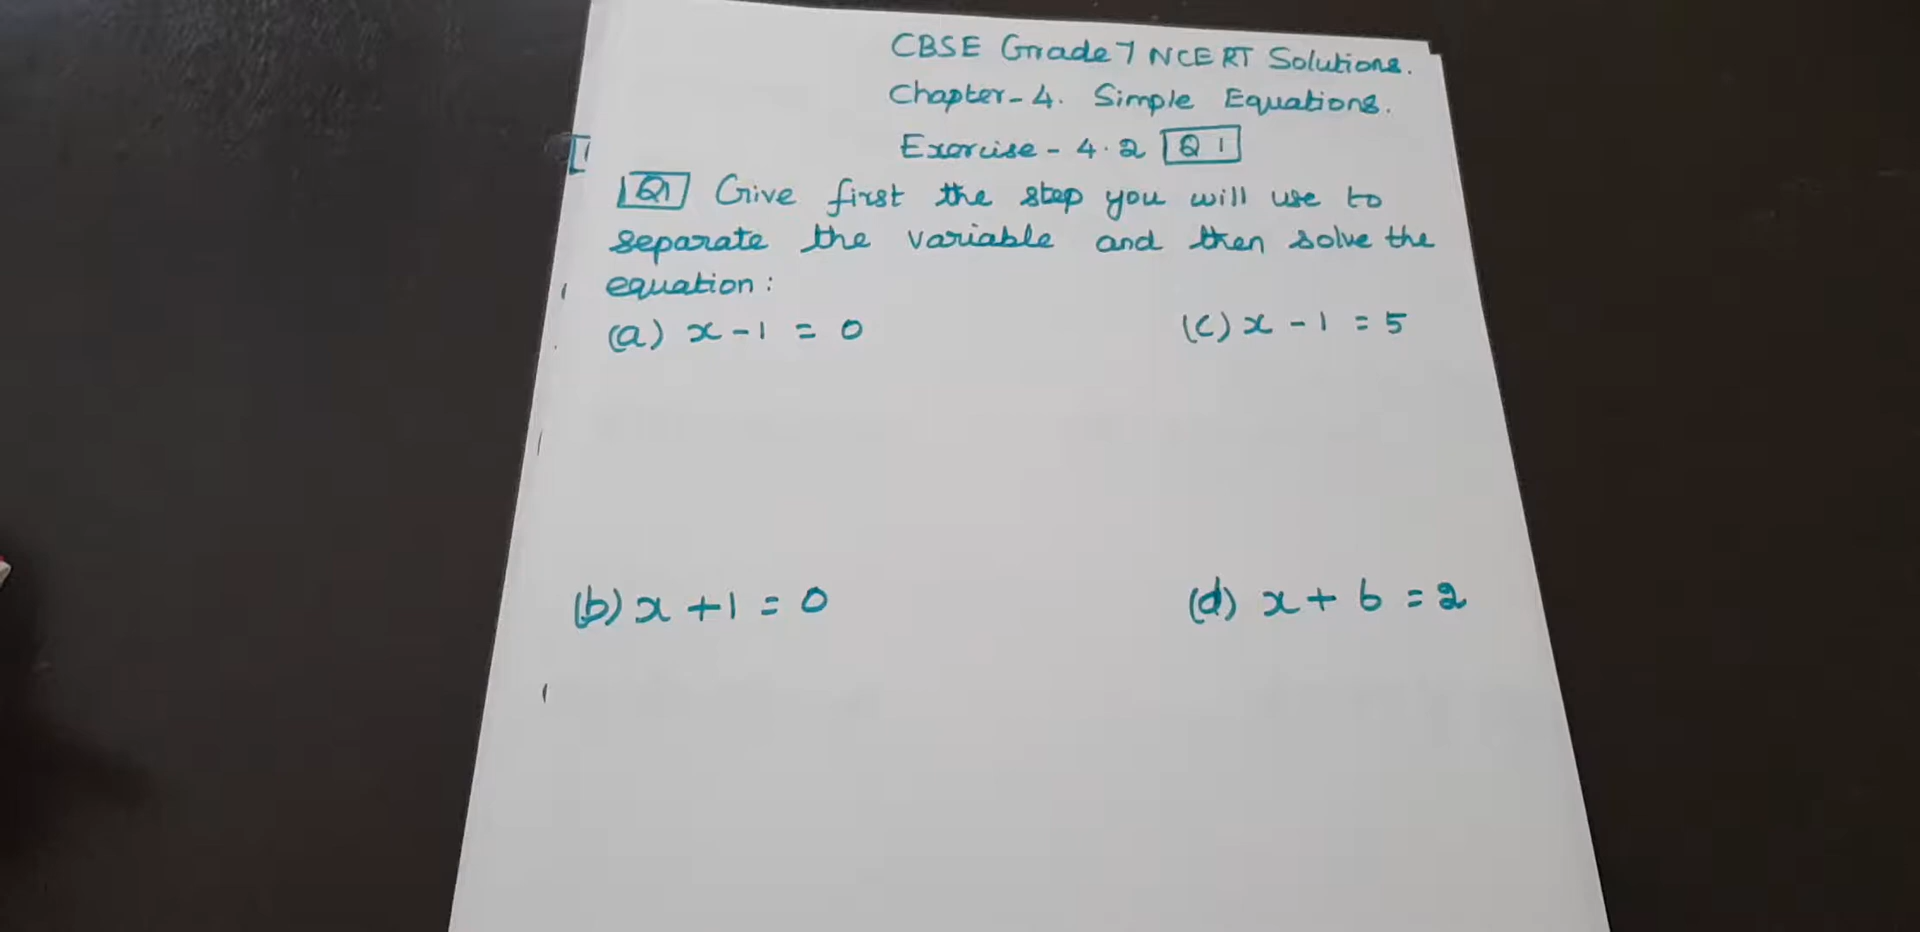 CBSE Grade 7 NCERT Solutions.
Chapter-4. Simple Equations.
Exercise - 4.2 Q 1
Q1 Give first the step you will use to
separate the variable and then solve the
equation:
(a) x - 1 = 0
(c) x - 1 = 5
(b) x + 1 = 0
(d) x + 6 = 2